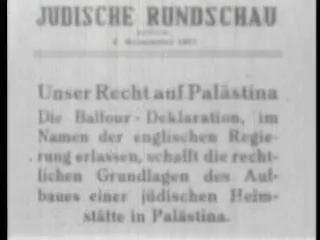 JÜDISCHE RUNDSCHAU
Unser Recht auf Palästina
Die Balfour-Deklaration, im
Namen der englischen Regie-
rung erlassen, schafft die recht-
lichen Grundlagen des Auf-
baues einer jüdischen Heim-
stätte in Palästina.